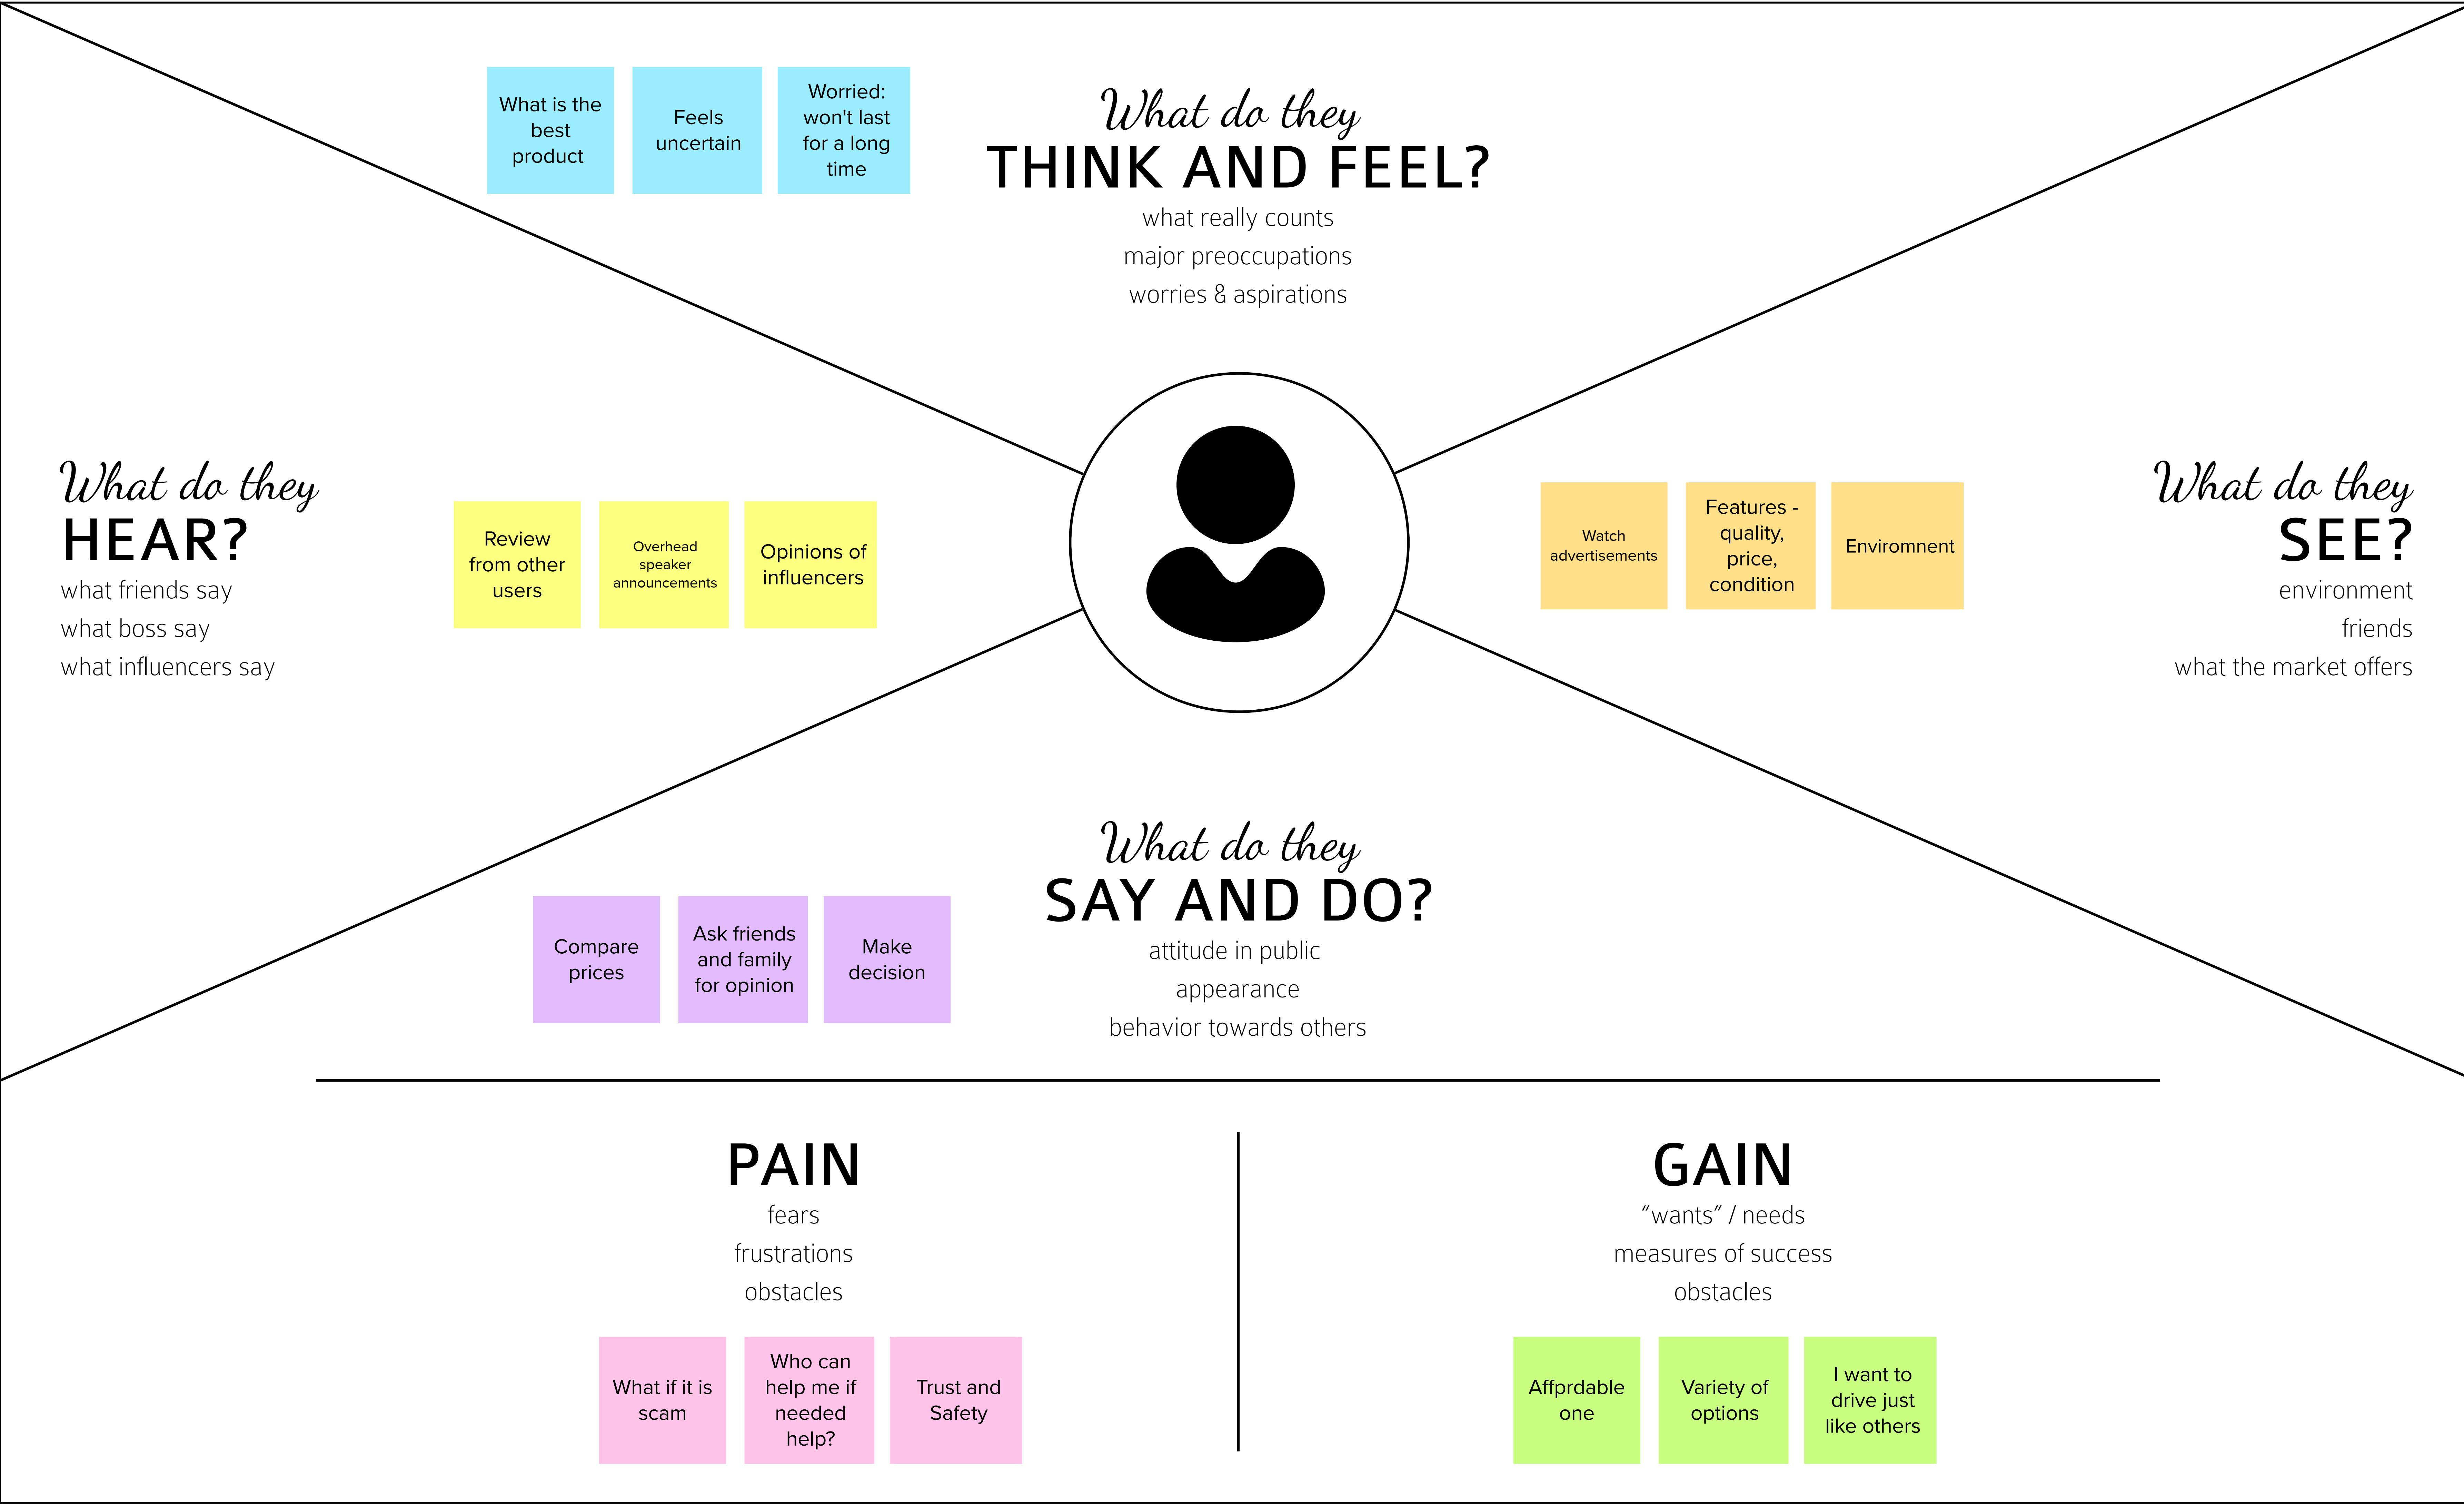 What is the
best
product
Feels
uncertain
Worried:
won't last
for a long
time
What do they
THINK AND FEEL?
what really counts
major preoccupations
worries & aspirations
What do they
HEAR?
what friends say
what boss say
what influencers say
Review
from other
users
Overhead
speaker
announcements
Opinions of
influencers
Watch
advertisements
Features -
quality,
price,
condition
Enviromnent
What do they
SEE?
environment
friends
what the market offers
What do they
SAY AND DO?
attitude in public
appearance
behavior towards others
Compare
prices
Ask friends
and family
for opinion
Make
decision
PAIN
fears
frustrations
obstacles
What if it is
scam
Who can
help me if
needed
help?
Trust and
Safety
GAIN
“wants” / needs
measures of success
obstacles
Affprdable
one
Variety of
options
I want to
drive just
like others